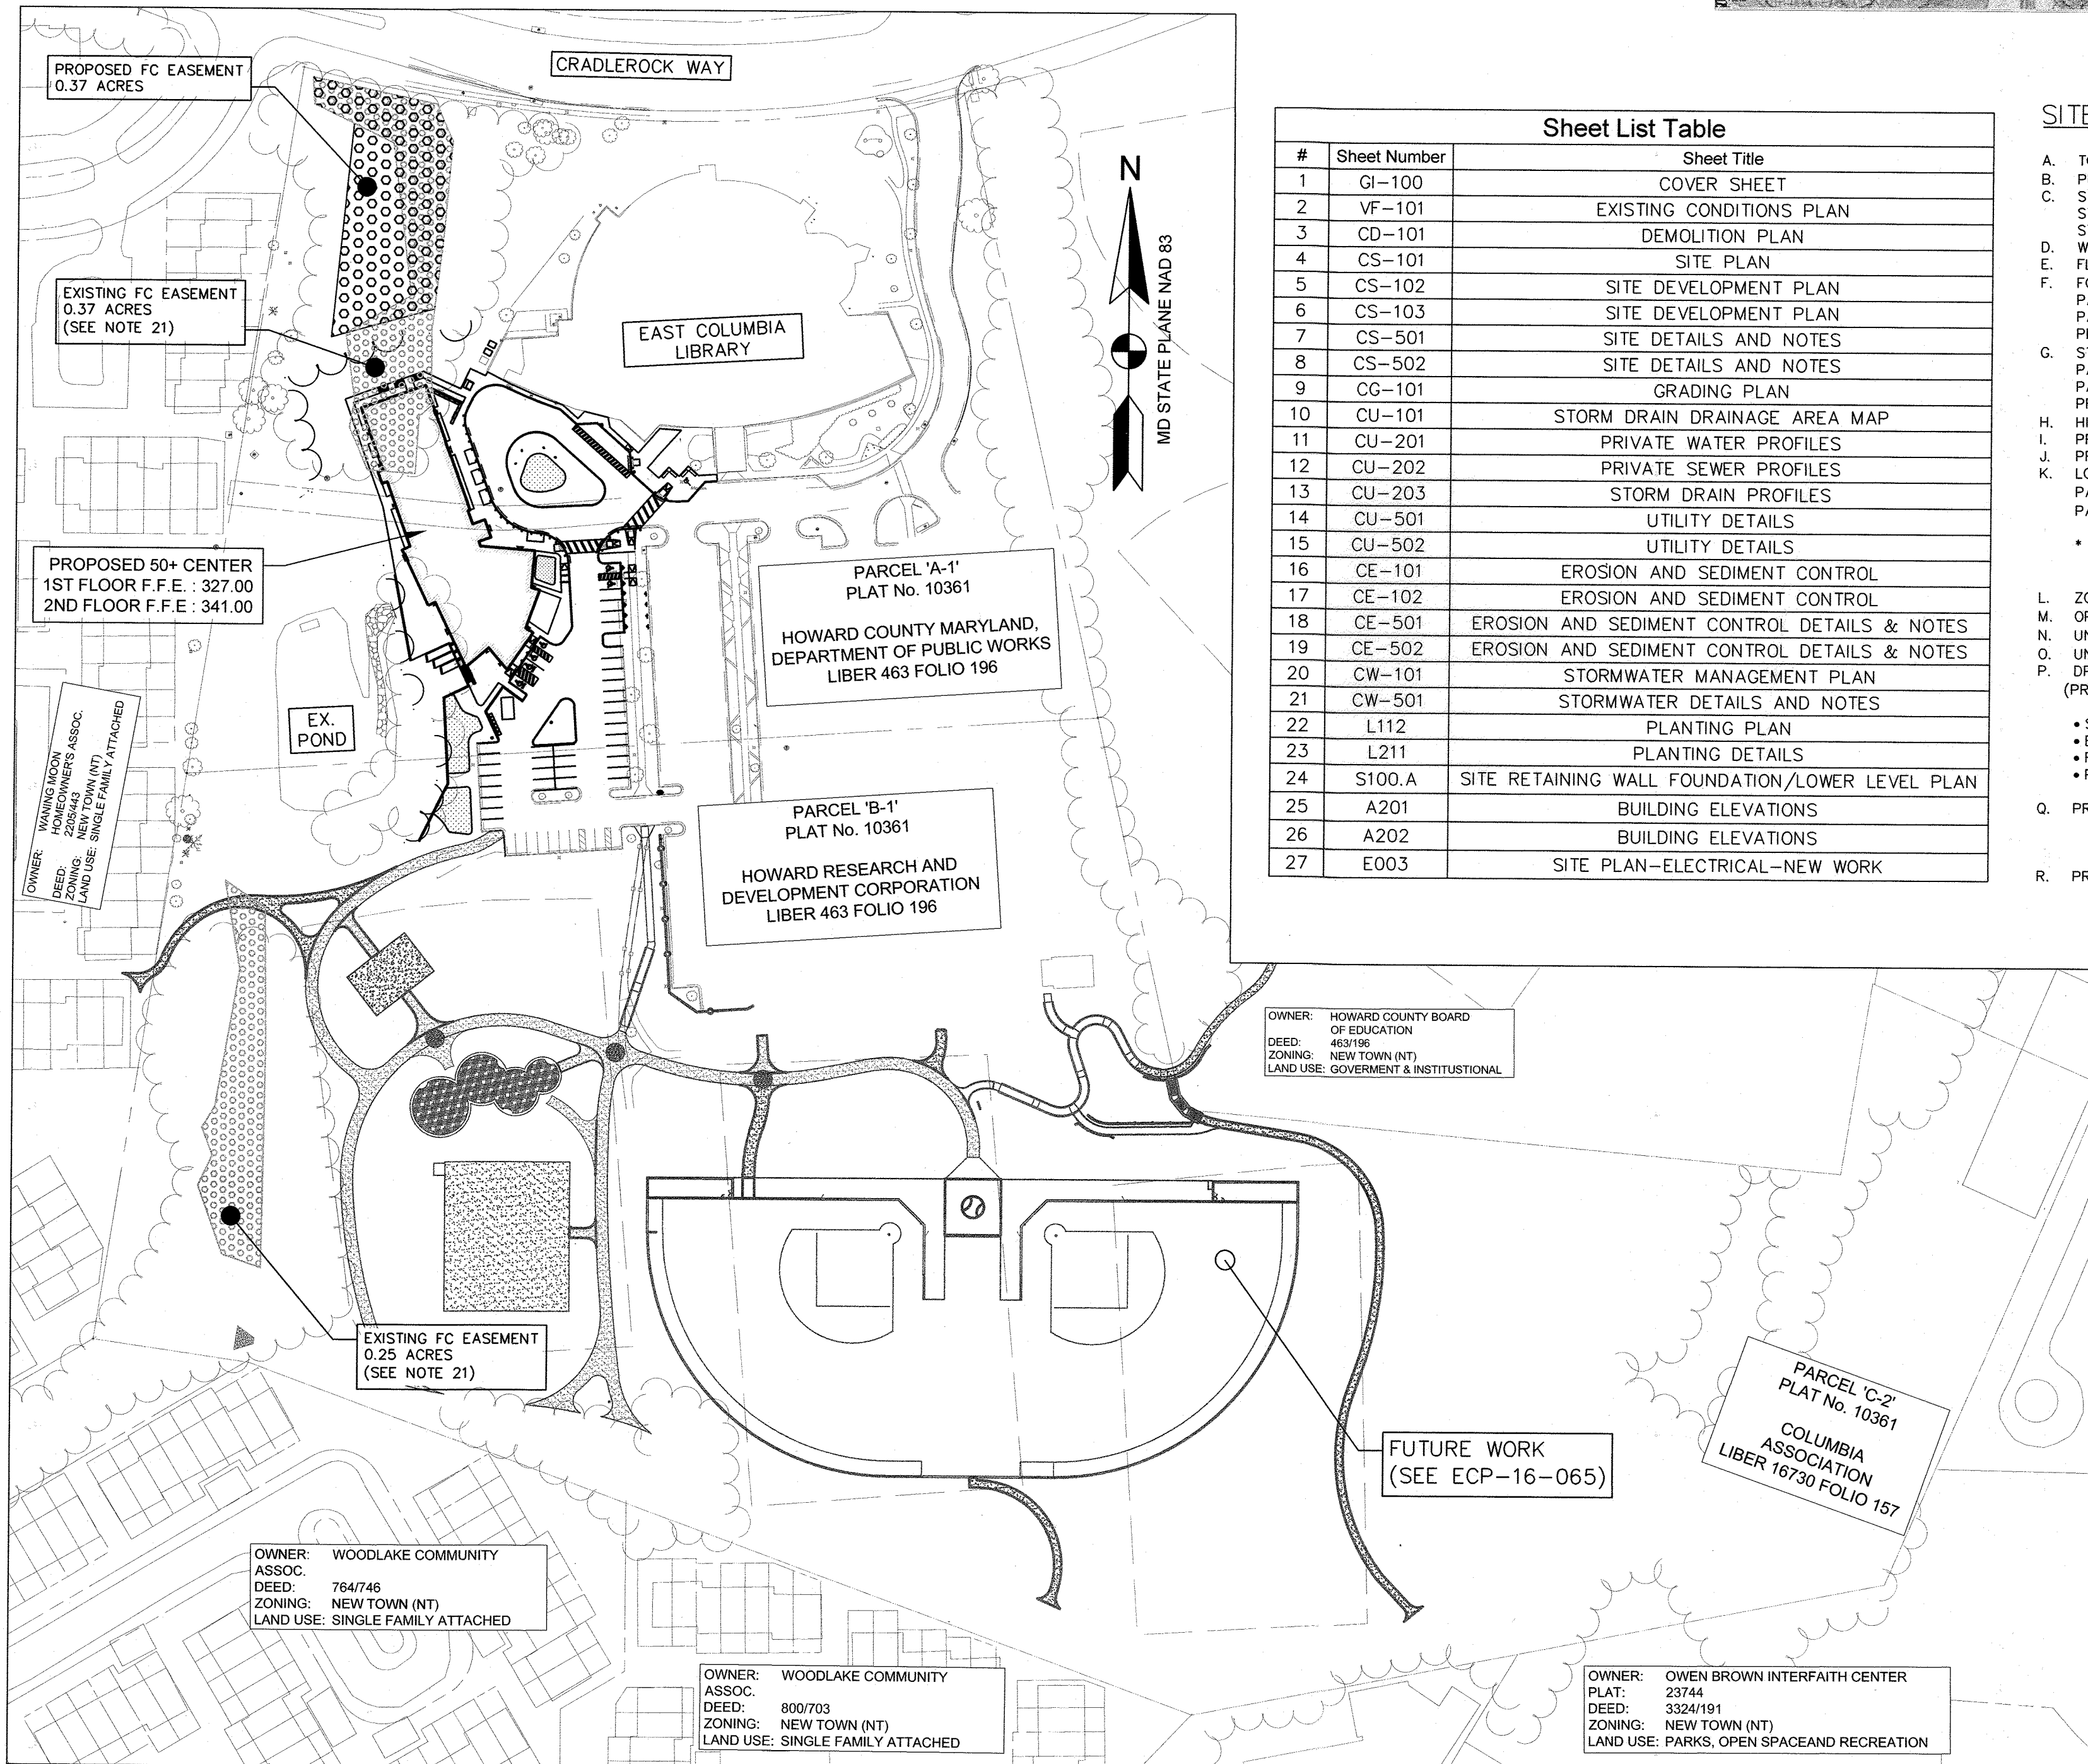 PROPOSED FC EASEMENT
0.37 ACRES
CRADLEROCK WAY
EXISTING FC EASEMENT
0.37 ACRES
(SEE NOTE 21)
EAST COLUMBIA
LIBRARY
N
MD STATE PLANE NAD 83
PROPOSED 50+ CENTER
1ST FLOOR F.F.E. : 327.00
2ND FLOOR F.F.E : 341.00
PARCEL 'A-1'
PLAT No. 10361
HOWARD COUNTY MARYLAND,
DEPARTMENT OF PUBLIC WORKS
LIBER 463 FOLIO 196
EX.
POND
OWNER: WANING MOON
HOMEOWNER'S ASSOC.
DEED: 2205/443
ZONING: NEW TOWN (NT)
LAND USE: SINGLE FAMILY ATTACHED
PARCEL 'B-1'
PLAT No. 10361
HOWARD RESEARCH AND
DEVELOPMENT CORPORATION
LIBER 463 FOLIO 196
Sheet List Table
# Sheet Number Sheet Title
1 GI-100 COVER SHEET
2 VF-101 EXISTING CONDITIONS PLAN
3 CD-101 DEMOLITION PLAN
4 CS-101 SITE PLAN
5 CS-102 SITE DEVELOPMENT PLAN
6 CS-103 SITE DEVELOPMENT PLAN
7 CS-501 SITE DETAILS AND NOTES
8 CS-502 SITE DETAILS AND NOTES
9 CG-101 GRADING PLAN
10 CU-101 STORM DRAIN DRAINAGE AREA MAP
11 CU-201 PRIVATE WATER PROFILES
12 CU-202 PRIVATE SEWER PROFILES
13 CU-203 STORM DRAIN PROFILES
14 CU-501 UTILITY DETAILS
15 CU-502 UTILITY DETAILS
16 CE-101 EROSION AND SEDIMENT CONTROL
17 CE-102 EROSION AND SEDIMENT CONTROL
18 CE-501 EROSION AND SEDIMENT CONTROL DETAILS & NOTES
19 CE-502 EROSION AND SEDIMENT CONTROL DETAILS & NOTES
20 CW-101 STORMWATER MANAGEMENT PLAN
21 CW-501 STORMWATER DETAILS AND NOTES
22 L112 PLANTING PLAN
23 L211 PLANTING DETAILS
24 S100.A SITE RETAINING WALL FOUNDATION/LOWER LEVEL PLAN
25 A201 BUILDING ELEVATIONS
26 A202 BUILDING ELEVATIONS
27 E003 SITE PLAN-ELECTRICAL-NEW WORK
SITE
A.
B.
C.
D.
E.
F.
G.
H.
I.
J.
K.
*
L.
M.
N.
O.
P.
(PR
Q. PR
R. PR
OWNER: HOWARD COUNTY BOARD
OF EDUCATION
DEED: 463/196
ZONING: NEW TOWN (NT)
LAND USE: GOVERMENT & INSTITUSTIONAL
EXISTING FC EASEMENT
0.25 ACRES
(SEE NOTE 21)
FUTURE WORK
(SEE ECP-16-065)
PARCEL 'C-2'
PLAT No. 10361
COLUMBIA
ASSOCIATION
LIBER 16730 FOLIO 157
OWNER: WOODLAKE COMMUNITY
ASSOC.
DEED: 764/746
ZONING: NEW TOWN (NT)
LAND USE: SINGLE FAMILY ATTACHED
OWNER: WOODLAKE COMMUNITY
ASSOC.
DEED: 800/703
ZONING: NEW TOWN (NT)
LAND USE: SINGLE FAMILY ATTACHED
OWNER: OWEN BROWN INTERFAITH CENTER
PLAT: 23744
DEED: 3324/191
ZONING: NEW TOWN (NT)
LAND USE: PARKS, OPEN SPACEAND RECREATION